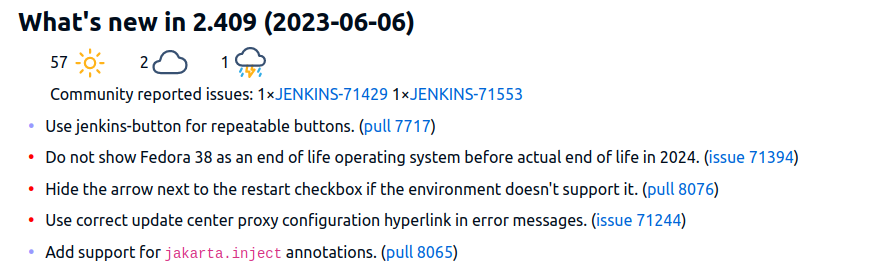 What's new in 2.409 (2023-06-06)
57 2 1
Community reported issues: 1×JENKINS-71429 1×JENKINS-71553
• Use jenkins-button for repeatable buttons. (pull 7717)
• Do not show Fedora 38 as an end of life operating system before actual end of life in 2024. (issue 71394)
• Hide the arrow next to the restart checkbox if the environment doesn't support it. (pull 8076)
• Use correct update center proxy configuration hyperlink in error messages. (issue 71244)
• Add support for jakarta.inject annotations. (pull 8065)